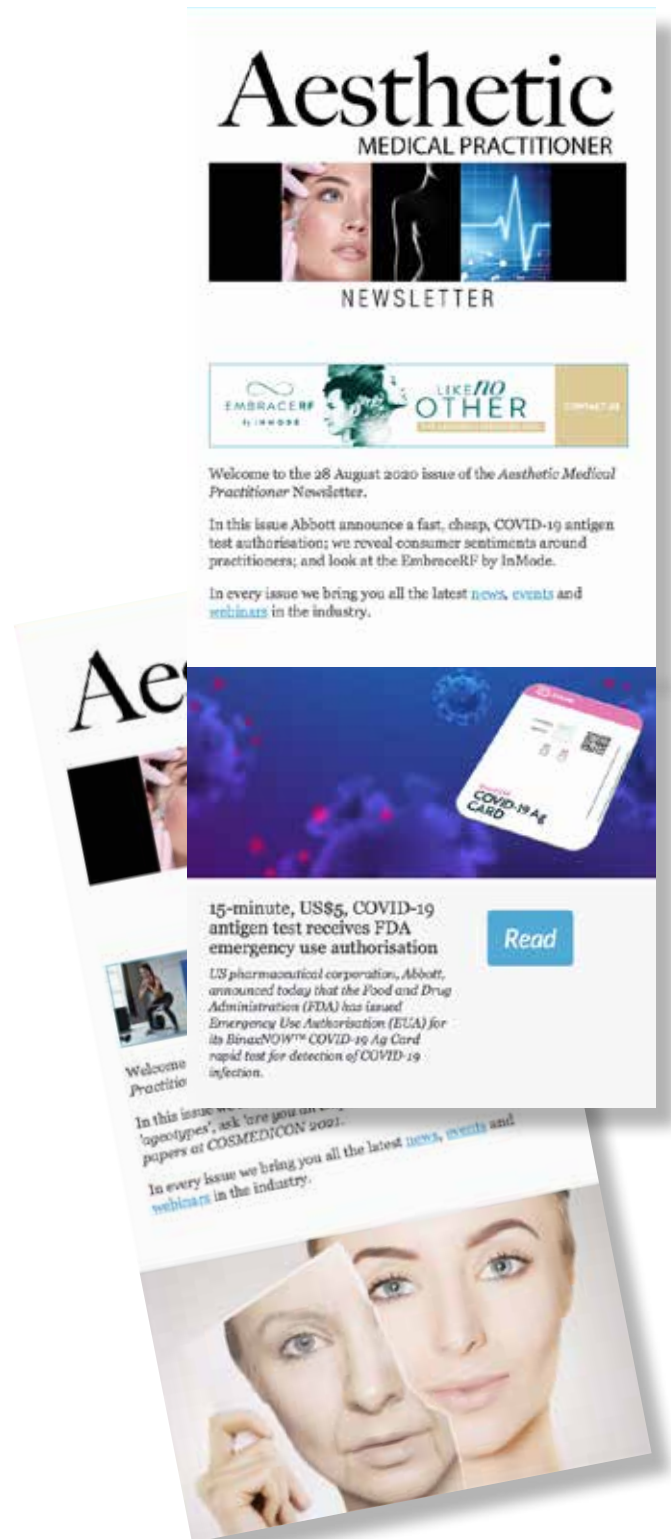 Aesthetic
MEDICAL PRACTITIONER
NEWSLETTER
EMBRACERF
by INMODE
LIKE no
OTHER
CONTACT US
Welcome to the 28 August 2020 issue of the Aesthetic Medical
Practitioner Newsletter.
In this issue Abbott announce a fast, cheap, COVID-19 antigen
test authorisation; we reveal consumer sentiments around
practitioners; and look at the EmbraceRF by InMode.
In every issue we bring you all the latest news, events and
webinars in the industry.
COVID-19 Ag
CARD
15-minute, US$5, COVID-19
antigen test receives FDA
emergency use authorisation
Read
US pharmaceutical corporation, Abbott,
announced today that the Food and Drug
Administration (FDA) has issued
Emergency Use Authorisation (EUA) for
its BinaxNOW™ COVID-19 Ag Card
rapid test for detection of COVID-19
infection.
Aes
Welcome
Practitio
In this issue
'ageotypes', ask 'are you
papers at COSMEDICON 2021.
In every issue we bring you all the latest news, events and
webinars in the industry.